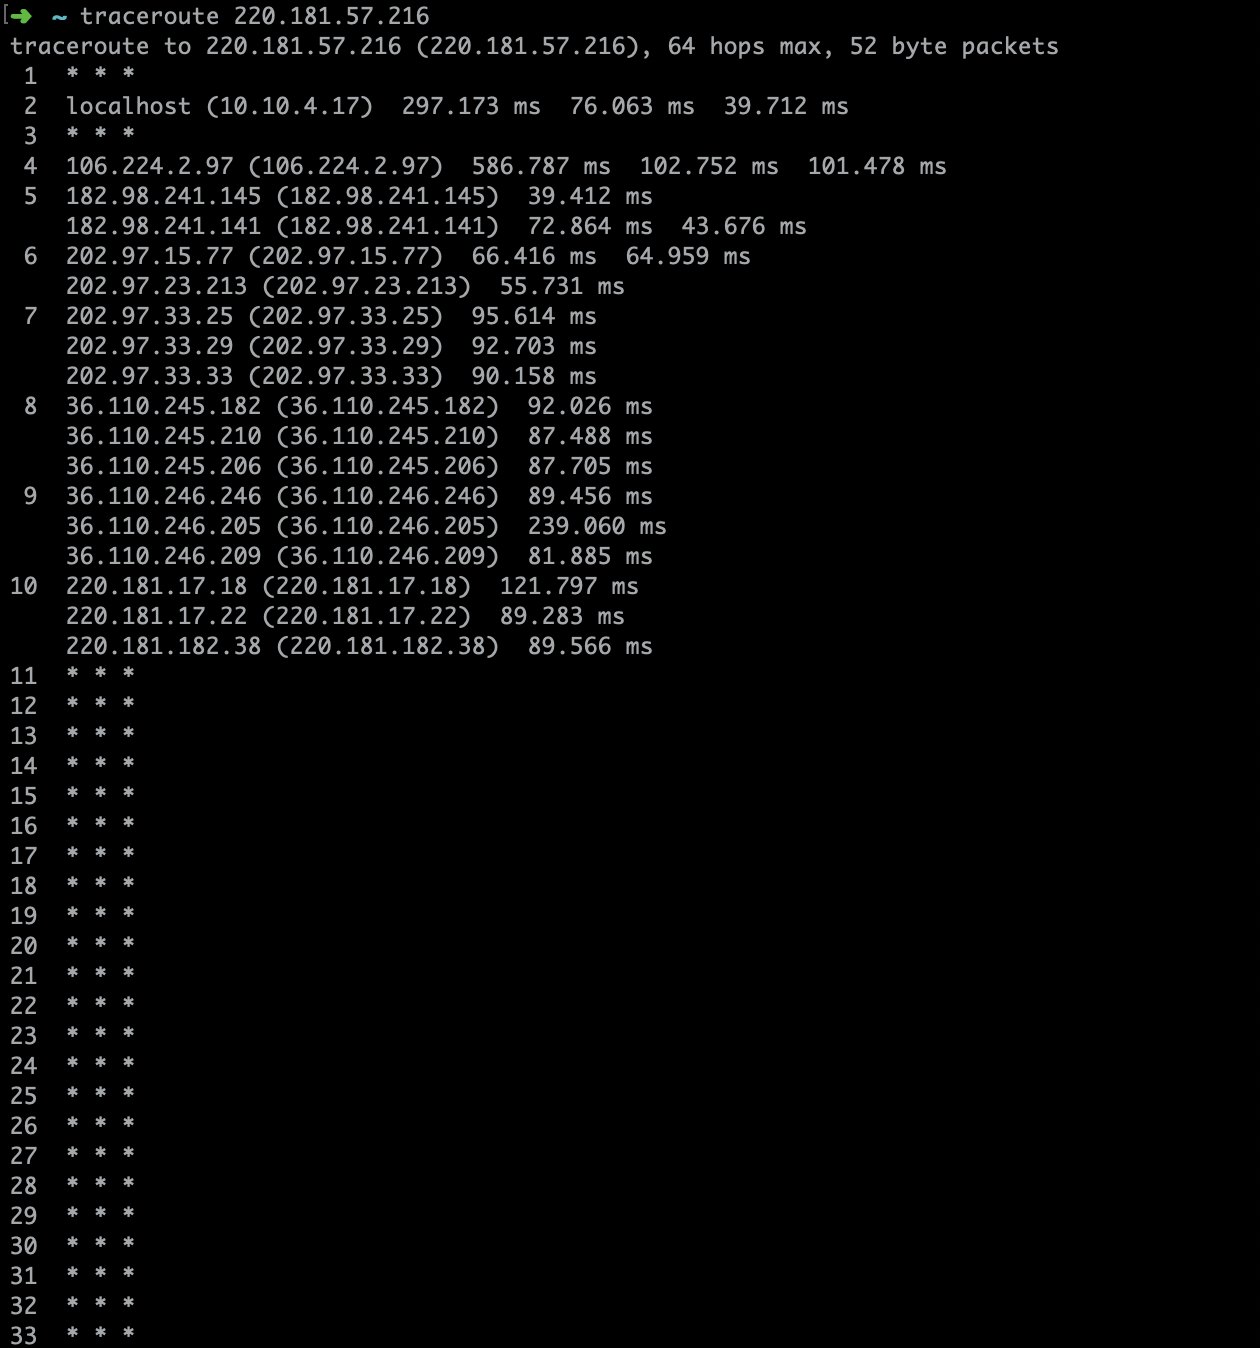 [➜  ~ traceroute 220.181.57.216
traceroute to 220.181.57.216 (220.181.57.216), 64 hops max, 52 byte packets
 1  * * *
 2  localhost (10.10.4.17)  297.173 ms  76.063 ms  39.712 ms
 3  * * *
 4  106.224.2.97 (106.224.2.97)  586.787 ms  102.752 ms  101.478 ms
 5  182.98.241.145 (182.98.241.145)  39.412 ms
    182.98.241.141 (182.98.241.141)  72.864 ms  43.676 ms
 6  202.97.15.77 (202.97.15.77)  66.416 ms  64.959 ms
    202.97.23.213 (202.97.23.213)  55.731 ms
 7  202.97.33.25 (202.97.33.25)  95.614 ms
    202.97.33.29 (202.97.33.29)  92.703 ms
    202.97.33.33 (202.97.33.33)  90.158 ms
 8  36.110.245.182 (36.110.245.182)  92.026 ms
    36.110.245.210 (36.110.245.210)  87.488 ms
    36.110.245.206 (36.110.245.206)  87.705 ms
 9  36.110.246.246 (36.110.246.246)  89.456 ms
    36.110.246.205 (36.110.246.205)  239.060 ms
    36.110.246.209 (36.110.246.209)  81.885 ms
10  220.181.17.18 (220.181.17.18)  121.797 ms
    220.181.17.22 (220.181.17.22)  89.283 ms
    220.181.182.38 (220.181.182.38)  89.566 ms
11  * * *
12  * * *
13  * * *
14  * * *
15  * * *
16  * * *
17  * * *
18  * * *
19  * * *
20  * * *
21  * * *
22  * * *
23  * * *
24  * * *
25  * * *
26  * * *
27  * * *
28  * * *
29  * * *
30  * * *
31  * * *
32  * * *
33  * * *